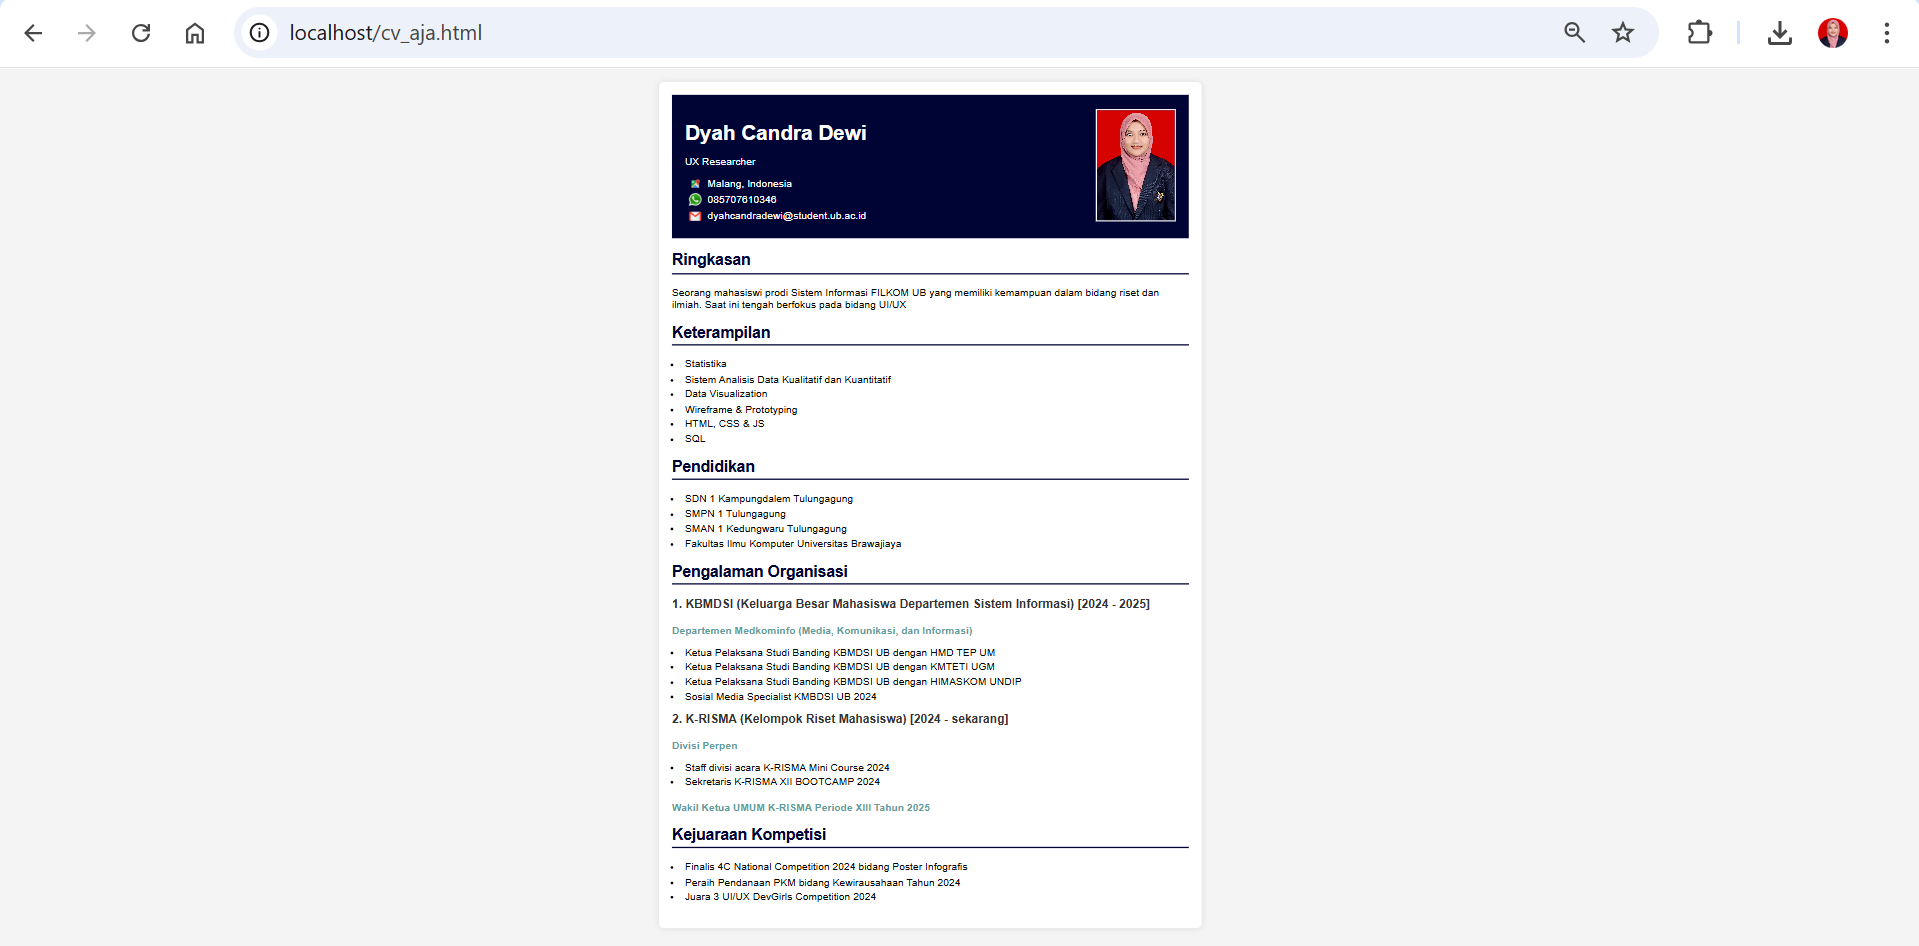 localhost/cv_aja.html
Dyah Candra Dewi
UX Researcher
Malang, Indonesia
085707610346
dyahcandradewi@student.ub.ac.id
Ringkasan
Seorang mahasiswi prodi Sistem Informasi FILKOM UB yang memiliki kemampuan dalam bidang riset dan
ilmiah. Saat ini tengah berfokus pada bidang UI/UX
Keterampilan
• Statistika
• Sistem Analisis Data Kualitatif dan Kuantitatif
• Data Visualization
• Wireframe & Prototyping
• HTML, CSS & JS
• SQL
Pendidikan
• SDN 1 Kampungdalem Tulungagung
• SMPN 1 Tulungagung
• SMAN 1 Kedungwaru Tulungagung
• Fakultas Ilmu Komputer Universitas Brawajiaya
Pengalaman Organisasi
1. KBMDSI (Keluarga Besar Mahasiswa Departemen Sistem Informasi) [2024 - 2025]
Departemen Medkominfo (Media, Komunikasi, dan Informasi)
• Ketua Pelaksana Studi Banding KBMDSI UB dengan HMD TEP UM
• Ketua Pelaksana Studi Banding KBMDSI UB dengan KMTETI UGM
• Ketua Pelaksana Studi Banding KBMDSI UB dengan HIMASKOM UNDIP
• Sosial Media Specialist KMBDSI UB 2024
2. K-RISMA (Kelompok Riset Mahasiswa) [2024 - sekarang]
Divisi Perpen
• Staff divisi acara K-RISMA Mini Course 2024
• Sekretaris K-RISMA XII BOOTCAMP 2024
Wakil Ketua UMUM K-RISMA Periode XIII Tahun 2025
Kejuaraan Kompetisi
• Finalis 4C National Competition 2024 bidang Poster Infografis
• Peraih Pendanaan PKM bidang Kewirausahaan Tahun 2024
• Juara 3 UI/UX DevGirls Competition 2024